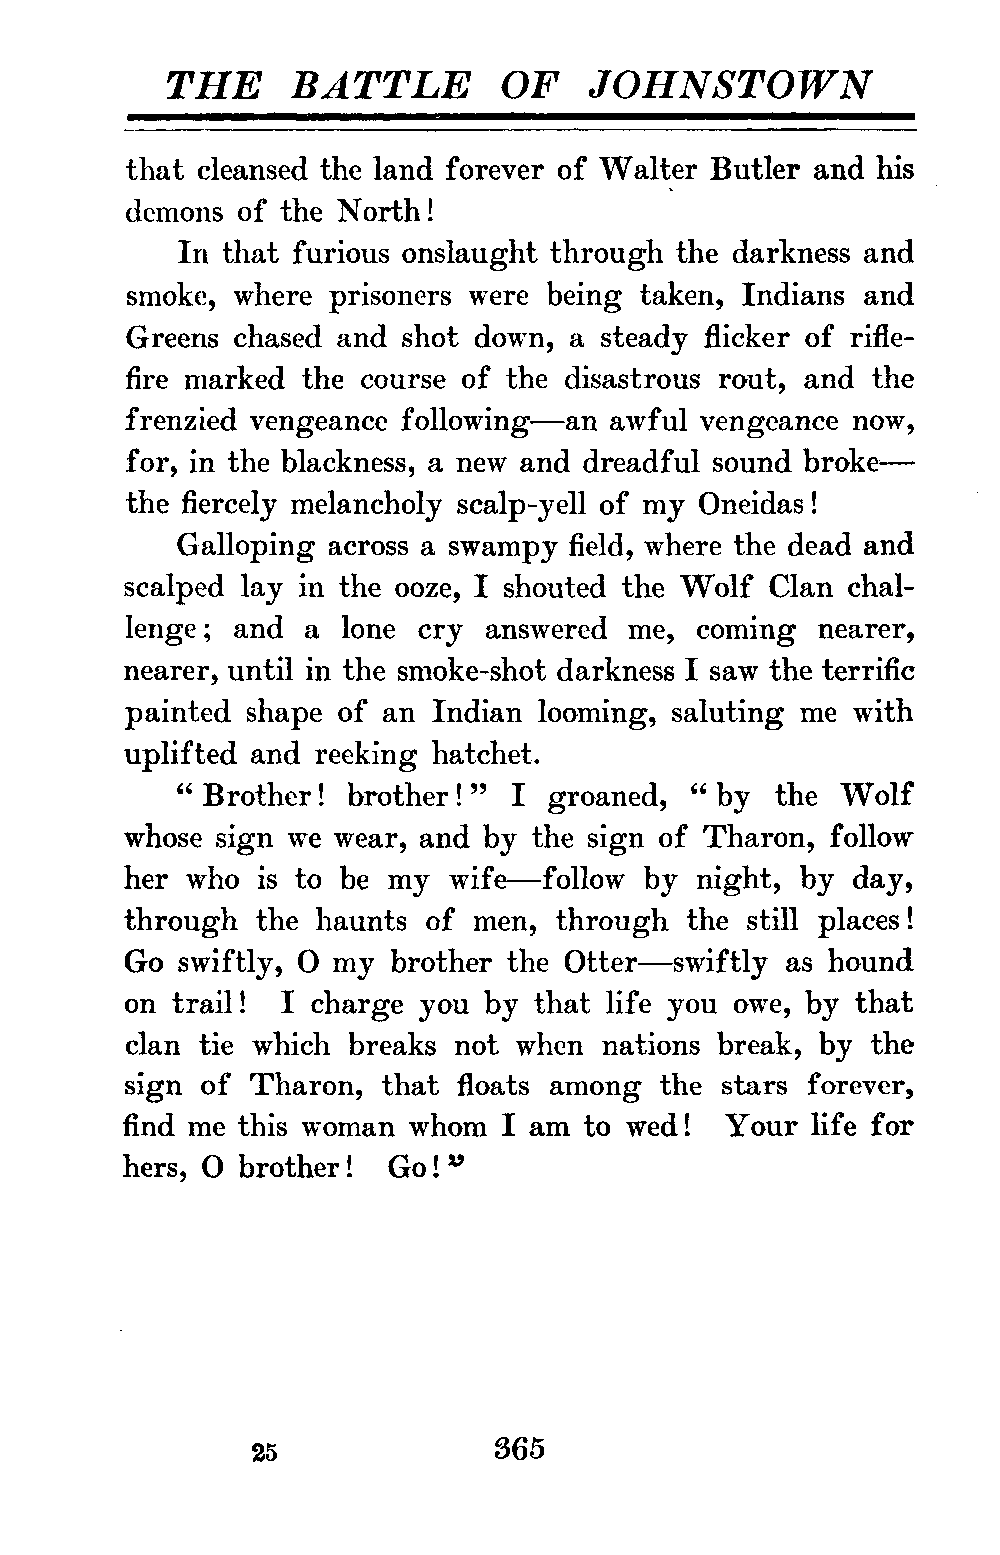 THE BATTLE OF JOHNSTOWN
that cleansed the land forever of Walter Butler and his
demons of the North!
In that furious onslaught through the darkness and
smoke, where prisoners were being taken, Indians and
Greens chased and shot down, a steady flicker of rifle-
fire marked the course of the disastrous rout, and the
frenzied vengeance following—an awful vengeance now,
for, in the blackness, a new and dreadful sound broke—
the fiercely melancholy scalp-yell of my Oneidas!
Galloping across a swampy field, where the dead and
scalped lay in the ooze, I shouted the Wolf Clan chal-
lenge; and a lone cry answered me, coming nearer,
nearer, until in the smoke-shot darkness I saw the terrific
painted shape of an Indian looming, saluting me with
uplifted and reeking hatchet.
“Brother! brother!” I groaned, “by the Wolf
whose sign we wear, and by the sign of Tharon, follow
her who is to be my wife—follow by night, by day,
through the haunts of men, through the still places!
Go swiftly, O my brother the Otter—swiftly as hound
on trail! I charge you by that life you owe, by that
clan tie which breaks not when nations break, by the
sign of Tharon, that floats among the stars forever,
find me this woman whom I am to wed! Your life for
hers, O brother! Go!”
25 365